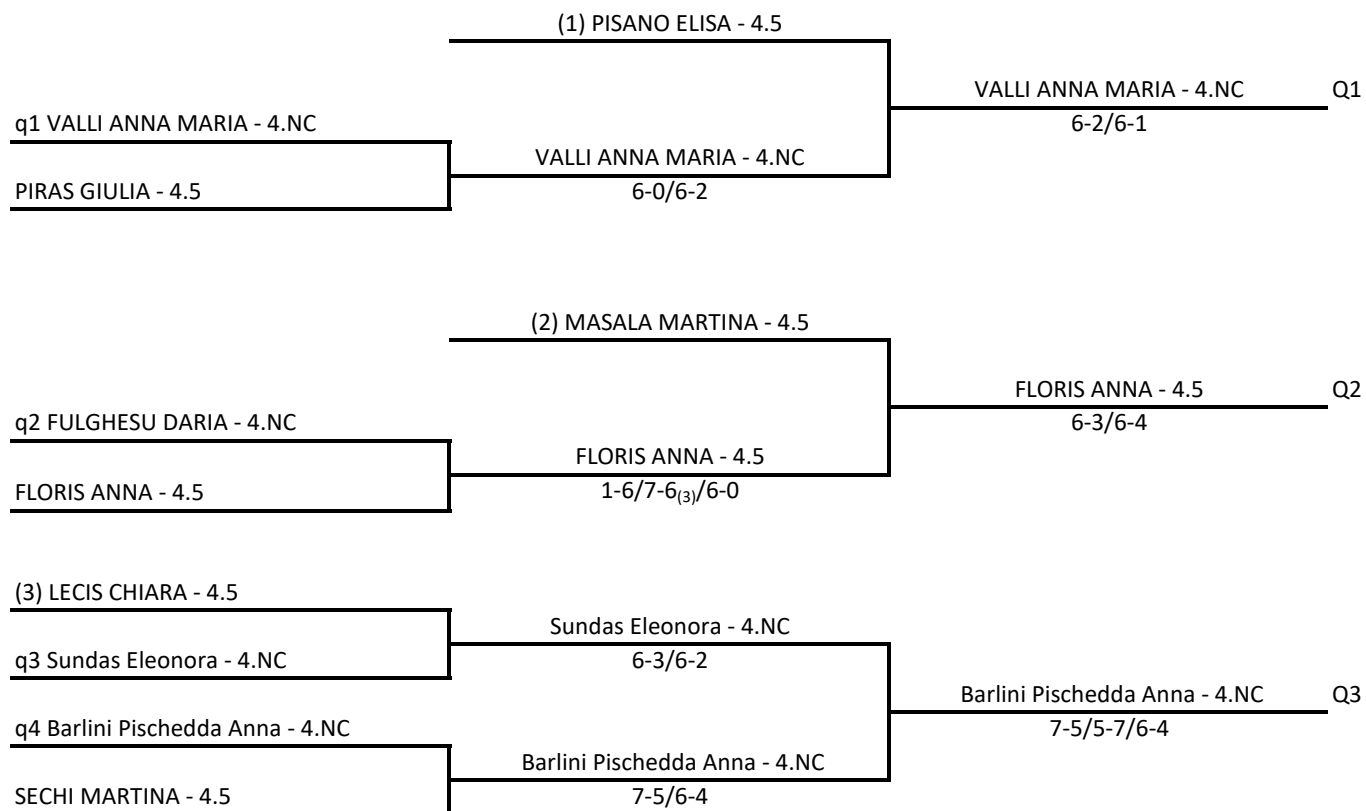 (1) PISANO ELISA - 4.5
VALLI ANNA MARIA - 4.NC Q1
q1 VALLI ANNA MARIA - 4.NC
6-2/6-1
VALLI ANNA MARIA - 4.NC
PIRAS GIULIA - 4.5
6-0/6-2
(2) MASALA MARTINA - 4.5
FLORIS ANNA - 4.5 Q2
q2 FULGHESU DARIA - 4.NC
6-3/6-4
FLORIS ANNA - 4.5
FLORIS ANNA - 4.5
1-6/7-6(3)/6-0
(3) LECIS CHIARA - 4.5
Sundas Eleonora - 4.NC
q3 Sundas Eleonora - 4.NC
6-3/6-2
Barlini Pischedda Anna - 4.NC Q3
q4 Barlini Pischedda Anna - 4.NC
7-5/5-7/6-4
Barlini Pischedda Anna - 4.NC
SECHI MARTINA - 4.5
7-5/6-4